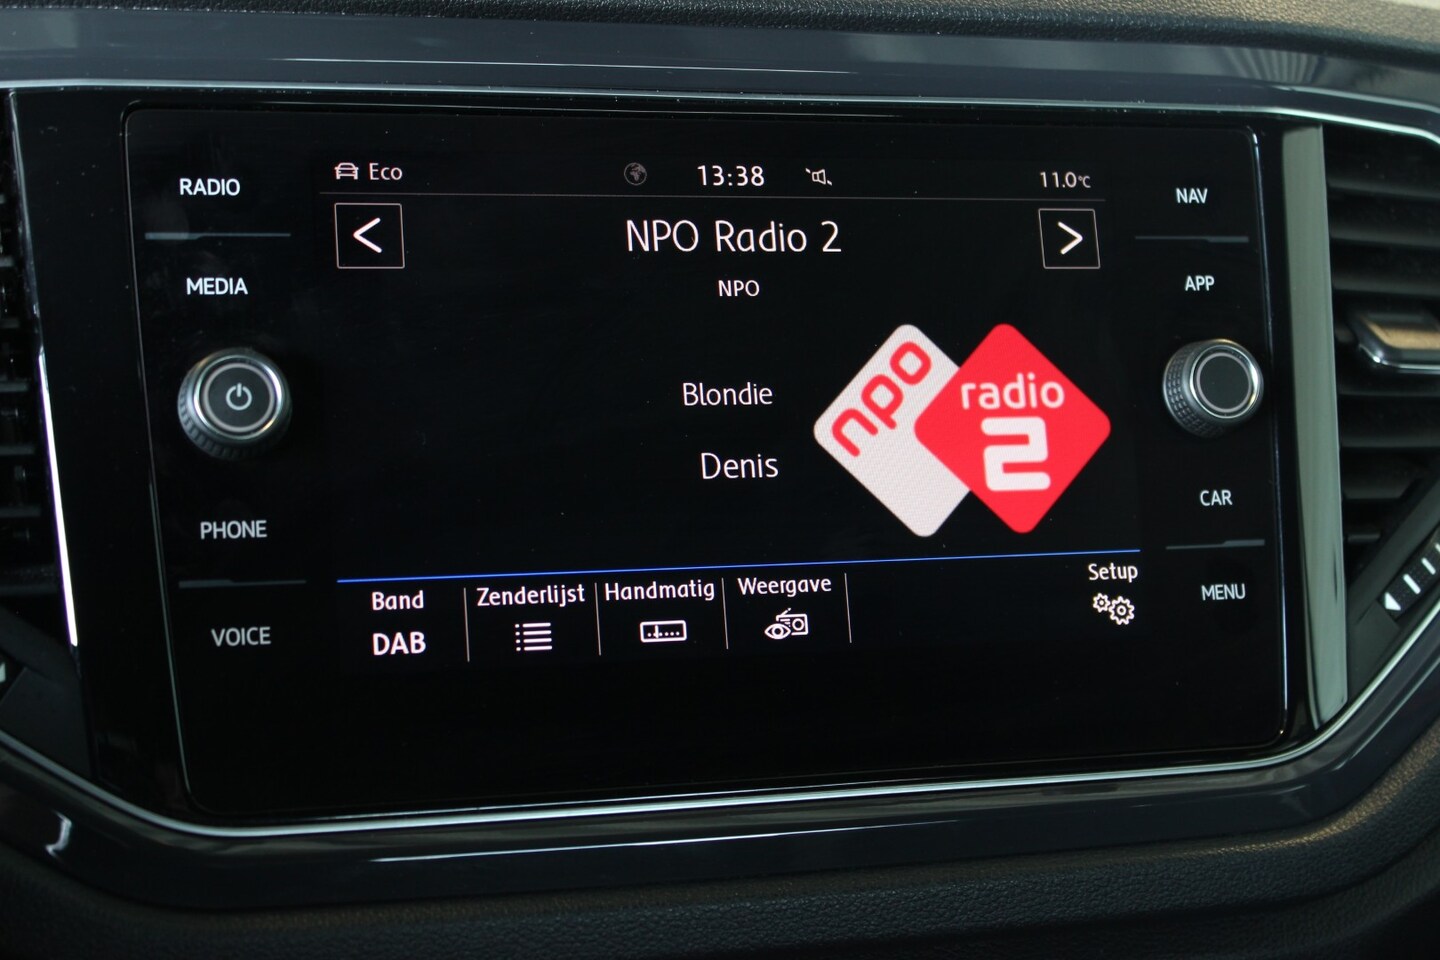 RADIO
MEDIA
PHONE
VOICE
Eco
13:38
11.0°C
NPO Radio 2
NPO
Blondie
Denis
npo
radio
2
Band
DAB
Zenderlijst
Handmatig
Weergave
Setup
NAV
APP
CAR
MENU